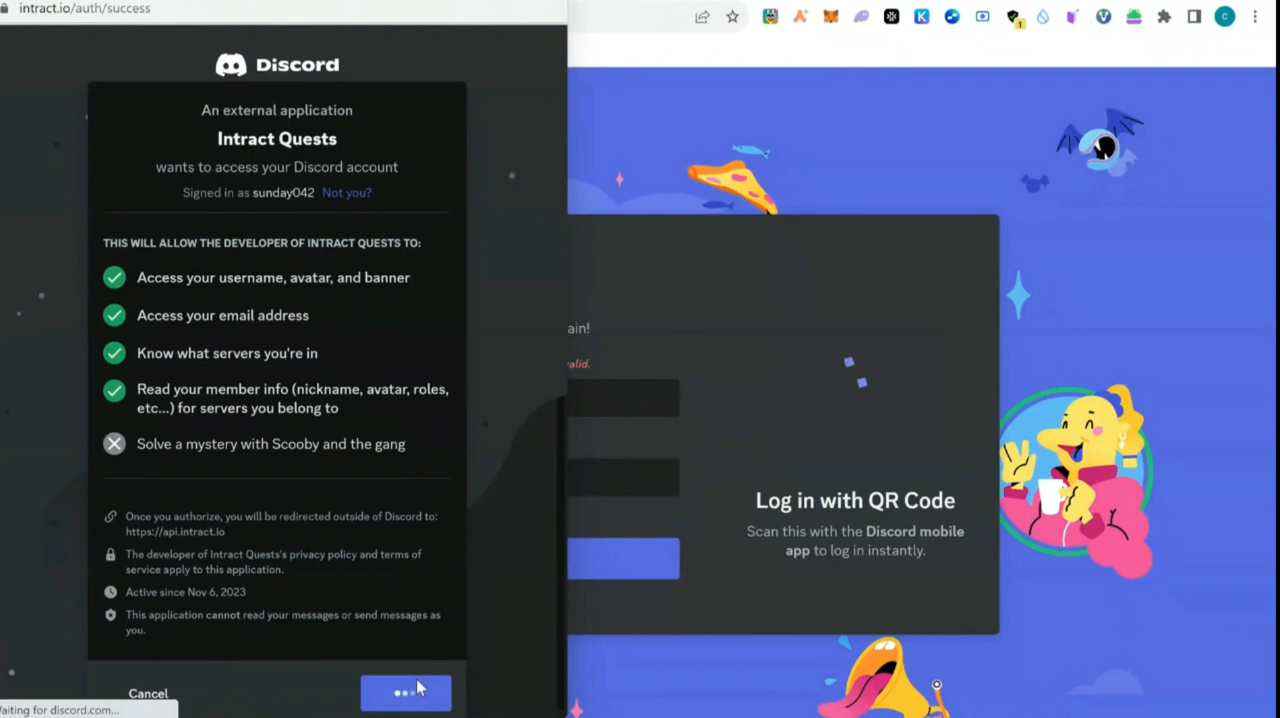 intract.io/auth/success
Discord
An external application
Intract Quests
wants to access your Discord account
Signed in as sunday042 Not you?
THIS WILL ALLOW THE DEVELOPER OF INTRACT QUESTS TO:
Access your username, avatar, and banner
Access your email address
Know what servers you're in
Read your member info (nickname, avatar, roles,
etc...) for servers you belong to
Solve a mystery with Scooby and the gang
Once you authorize, you will be redirected outside of Discord to:
https://api.intract.io
The developer of Intract Quests's privacy policy and terms of
service apply to this application.
Active since Nov 6, 2023
This application cannot read your messages or send messages as
you.
Cancel
aiting for discord.com...
1
C
ain!
alid.
Log in with QR Code
Scan this with the Discord mobile
app to log in instantly.